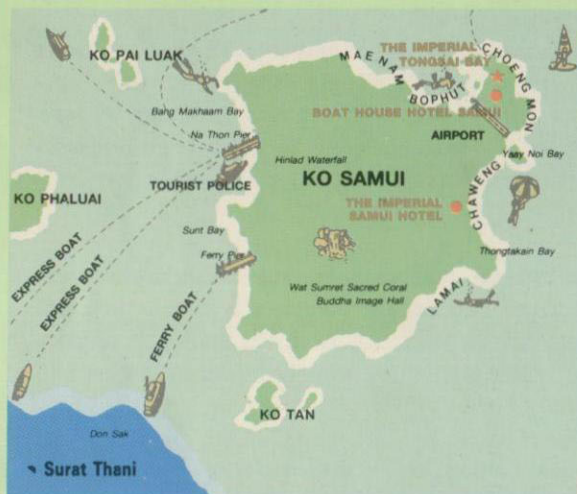 KO PAI LUAK
MAENAM
THE IMPERIAL
TONGSAI BAY
CHOENG MON
BOPHUT
Bang Makhaam Bay
BOAT HOUSE HOTEL SAMUI
Na Thon Pier
AIRPORT
Hinlad Waterfall
Yaay Noi Bay
TOURIST POLICE
KO SAMUI
KO PHALUAI
THE IMPERIAL
SAMUI HOTEL
CHAWENG
Sunt Bay
Ferry Pier
Thongtakain Bay
EXPRESS BOAT
EXPRESS BOAT
FERRY BOAT
Wat Sumret Sacred Coral
Buddha Image Hall
LAMAI
KO TAN
Don Sak
Surat Thani